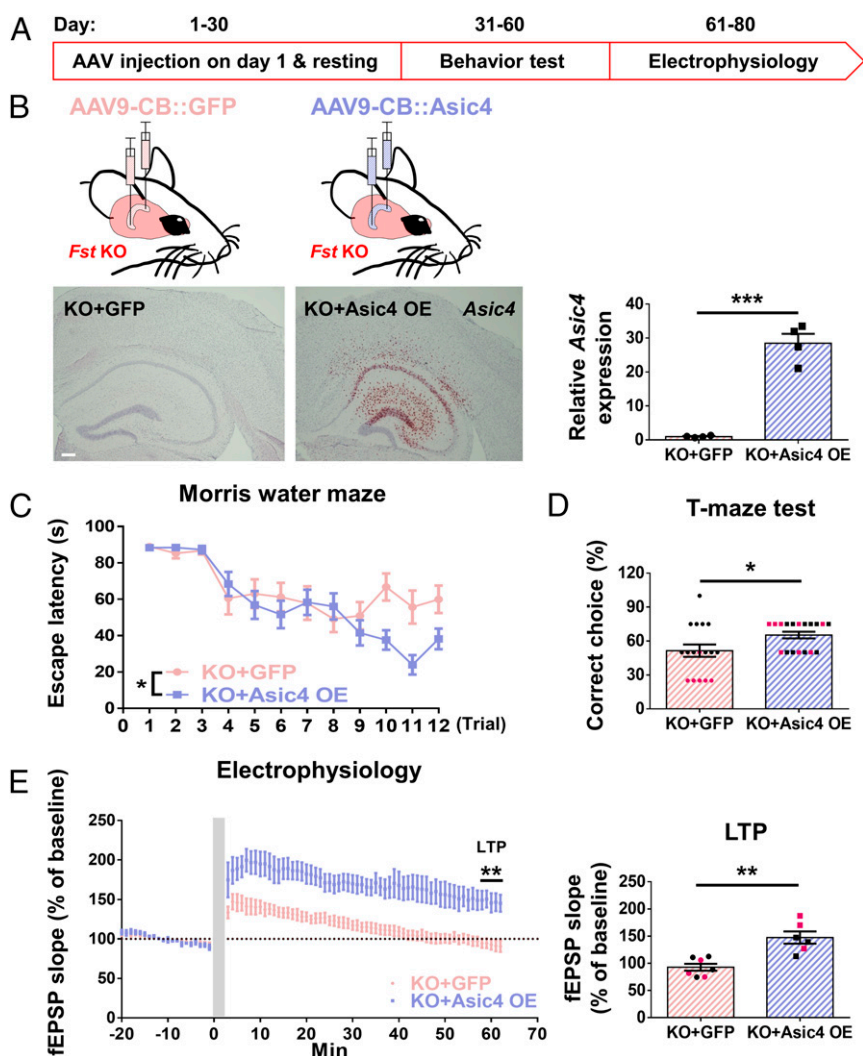 A
Day: 1-30 31-60 61-80
AAV injection on day 1 & resting Behavior test Electrophysiology
B
AAV9-CB::GFP AAV9-CB::Asic4
Fst KO Fst KO
KO+GFP KO+Asic4 OE Asic4
Relative Asic4
expression
40
30
20
10
0
***
KO+GFP KO+Asic4 OE
C
Morris water maze
Escape latency (s)
100
80
60
40
20
0
*
KO+GFP
KO+Asic4 OE
0 1 2 3 4 5 6 7 8 9 10 11 12 (Trial)
D
T-maze test
Correct choice (%)
120
90
60
30
0
*
KO+GFP KO+Asic4 OE
E
Electrophysiology
fEPSP slope (% of baseline)
250
200
150
100
50
0
LTP
**
KO+GFP
KO+Asic4 OE
-20 -10 0 10 20 30 40 50 60 70
Min
LTP
fEPSP slope
(% of baseline)
250
200
150
100
50
0
**
KO+GFP KO+Asic4 OE